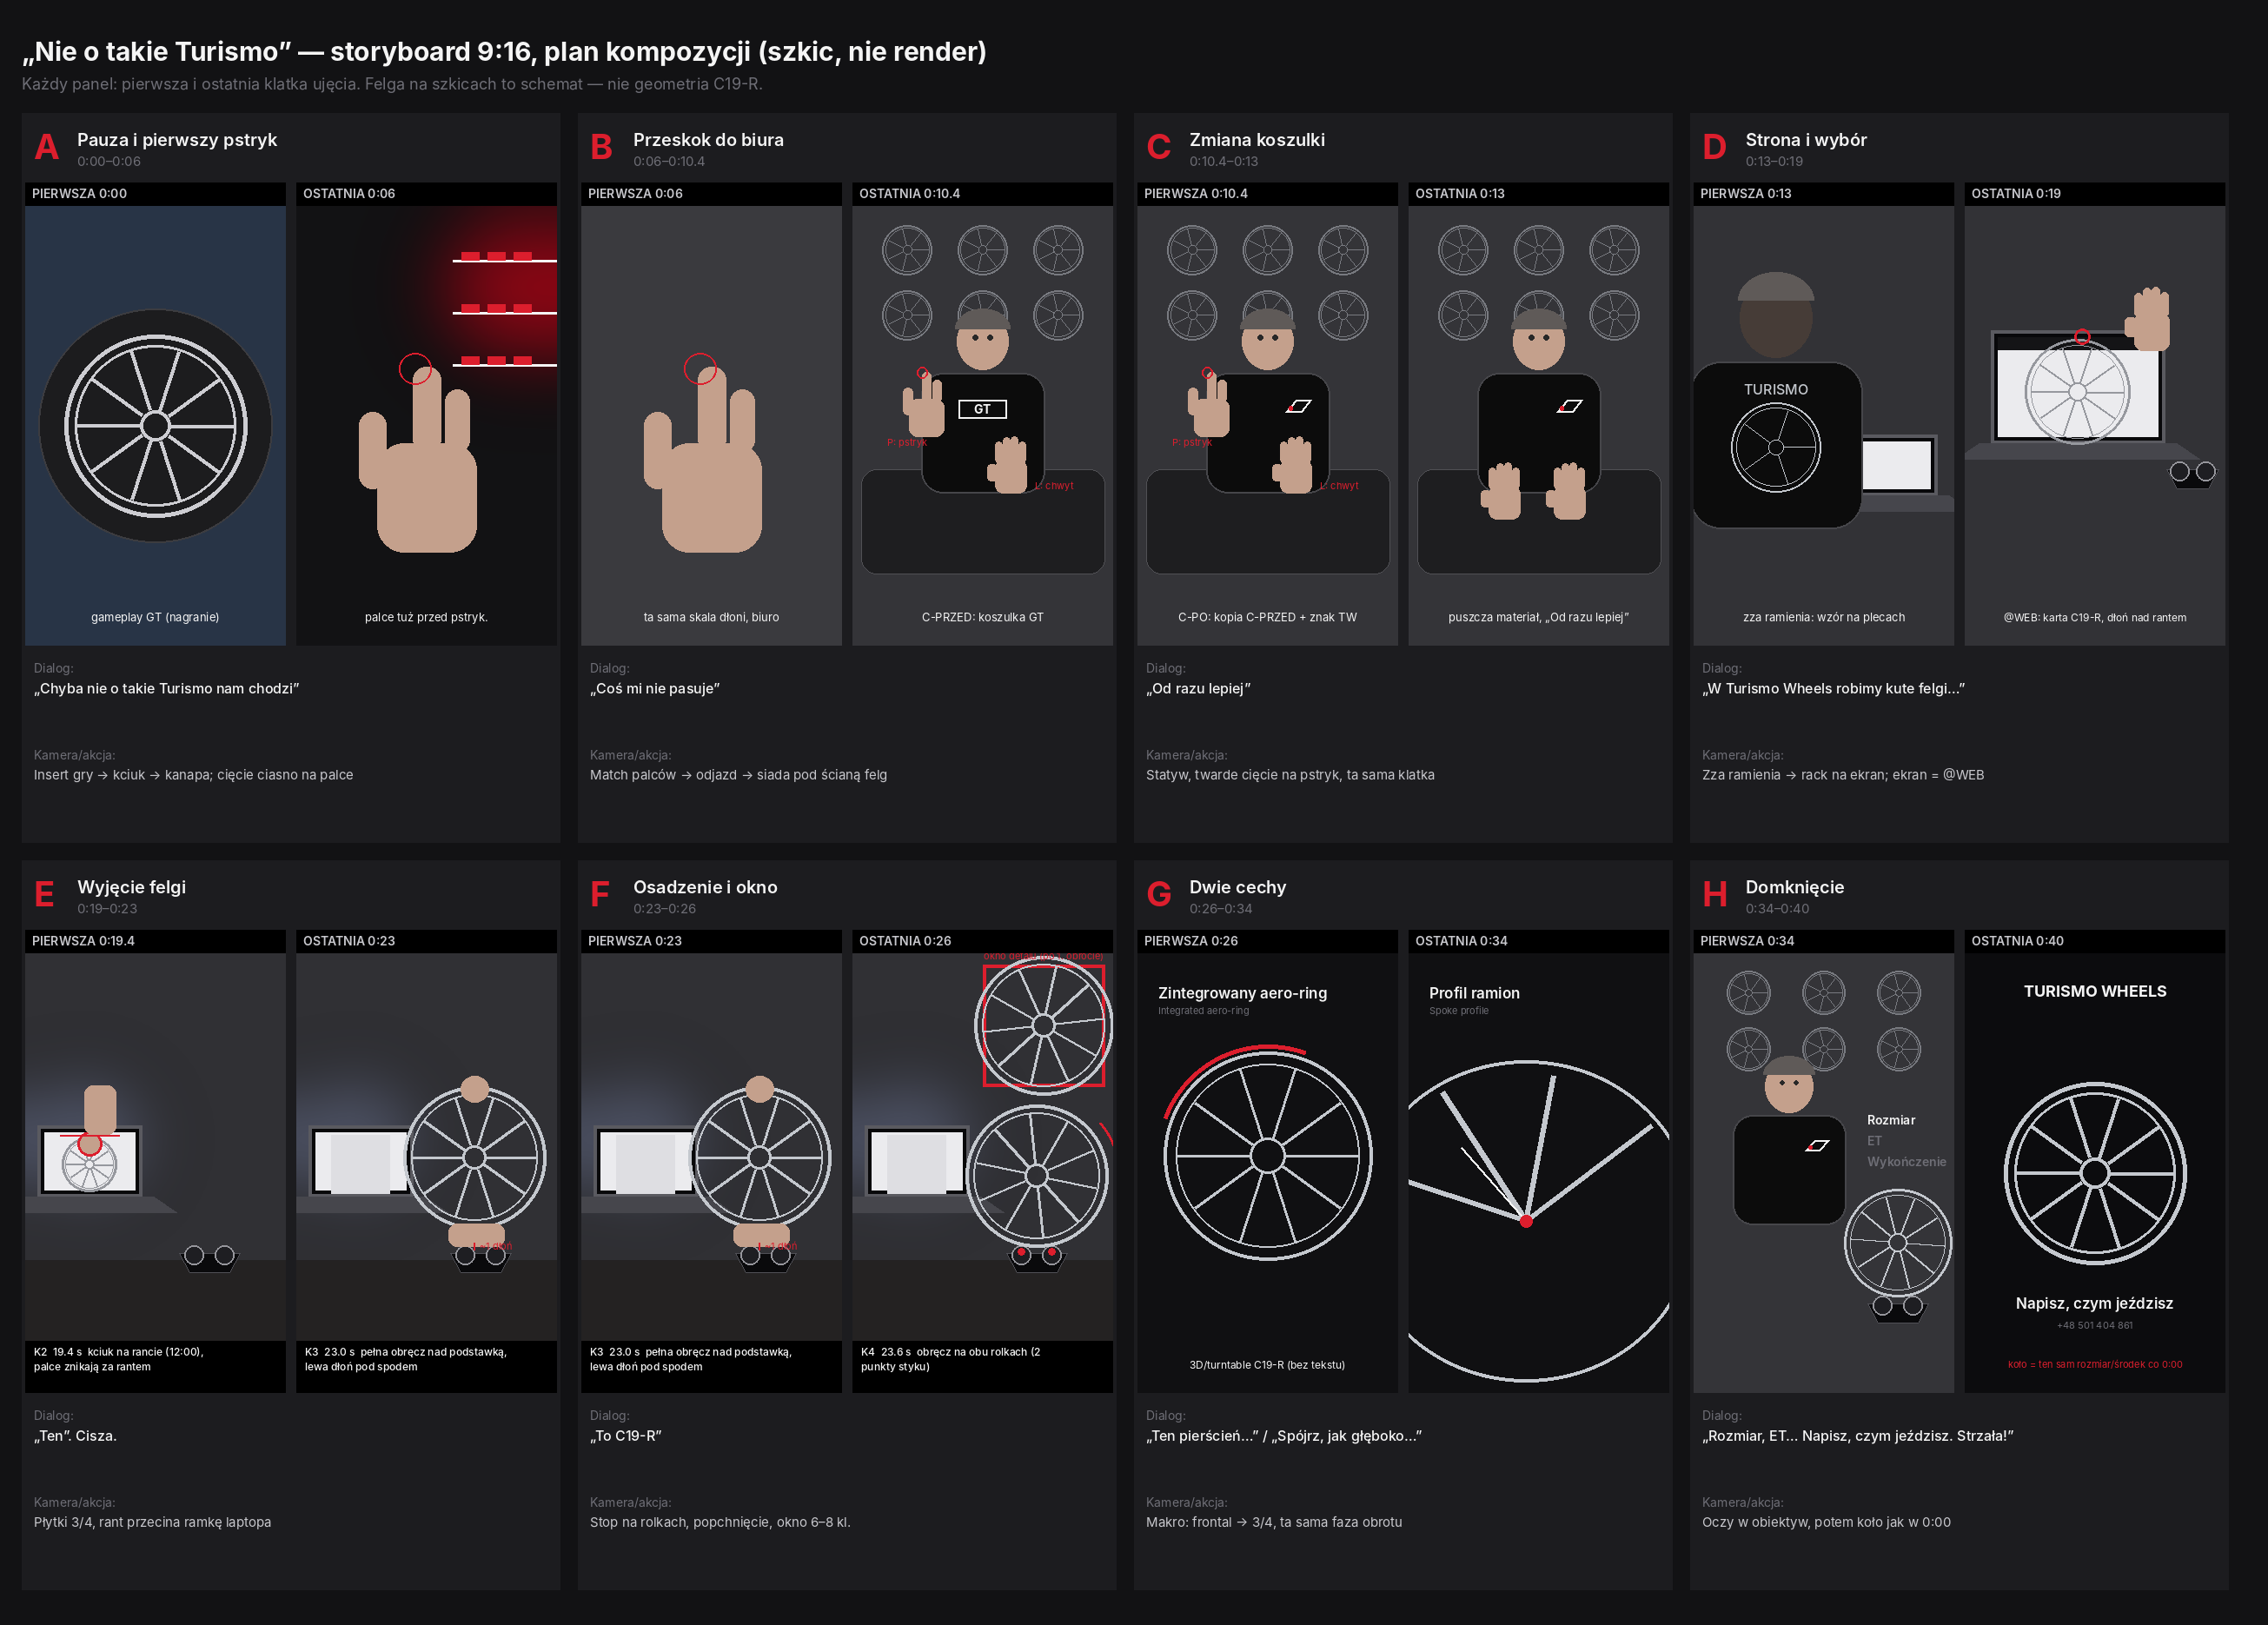 „Nie o takie Turismo” — storyboard 9:16, plan kompozycji (szkic, nie render)
Każdy panel: pierwsza i ostatnia klatka ujęcia. Felga na szkicach to schemat — nie geometria C19-R.
A Pauza i pierwszy pstryk
0:00–0:06
PIERWSZA 0:00
OSTATNIA 0:06
gameplay GT (nagranie)
palce tuż przed pstryk.
Dialog:
„Chyba nie o takie Turismo nam chodzi”
Kamera/akcja:
Insert gry → kciuk → kanapa; cięcie ciasno na palce
B Przeskok do biura
0:06–0:10.4
PIERWSZA 0:06
OSTATNIA 0:10.4
GT
P: pstryk
L: chwyt
ta sama skala dłoni, biuro
C-PRZED: koszulka GT
Dialog:
„Coś mi nie pasuje”
Kamera/akcja:
Match palców → odjazd → siada pod ścianą felg
C Zmiana koszulki
0:10.4–0:13
PIERWSZA 0:10.4
OSTATNIA 0:13
P: pstryk
L: chwyt
C-PO: kopia C-PRZED + znak TW
puszcza materiał, „Od razu lepiej”
Dialog:
„Od razu lepiej”
Kamera/akcja:
Statyw, twarde cięcie na pstryk, ta sama klatka
D Strona i wybór
0:13–0:19
PIERWSZA 0:13
OSTATNIA 0:19
TURISMO
zza ramienia: wzór na plecach
@WEB: karta C19-R, dłoń nad rantem
Dialog:
„W Turismo Wheels robimy kute felgi…”
Kamera/akcja:
Zza ramienia → rack na ekran; ekran = @WEB
E Wyjęcie felgi
0:19–0:23
PIERWSZA 0:19.4
OSTATNIA 0:23
K2 19.4 s kciuk na rancie (12:00),
palce znikają za rantem
K3 23.0 s pełna obręcz nad podstawką,
lewa dłoń pod spodem
Dialog:
„Ten”. Cisza.
Kamera/akcja:
Płytki 3/4, rant przecina ramkę laptopa
F Osadzenie i okno
0:23–0:26
PIERWSZA 0:23
OSTATNIA 0:26
K3 23.0 s pełna obręcz nad podstawką,
lewa dłoń pod spodem
K4 23.6 s obręcz na obu rolkach (2
punkty styku)
Dialog:
„To C19-R”
Kamera/akcja:
Stop na rolkach, popchnięcie, okno 6–8 kl.
G Dwie cechy
0:26–0:34
PIERWSZA 0:26
OSTATNIA 0:34
Zintegrowany aero-ring
Integrated aero-ring
Profil ramion
Spoke profile
3D/turntable C19-R (bez tekstu)
Dialog:
„Ten pierścień…” / „Spójrz, jak głęboko…”
Kamera/akcja:
Makro: frontal → 3/4, ta sama faza obrotu
H Domknięcie
0:34–0:40
PIERWSZA 0:34
OSTATNIA 0:40
Rozmiar
ET
Wykończenie
TURISMO WHEELS
Napisz, czym jeździsz
+48 501 404 861
koło = ten sam rozmiar/środek co 0:00
Dialog:
„Rozmiar, ET… Napisz, czym jeździsz. Strzała!”
Kamera/akcja:
Oczy w obiektyw, potem koło jak w 0:00